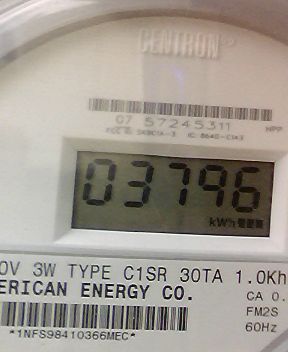 CENTRON
07 57245311 NPP
03796
kWh
0V 3W TYPE C1SR 30TA 1.0Kh
ERICAN ENERGY CO. CA 0.
FM2S
*1NFS98410366MEC* 60Hz